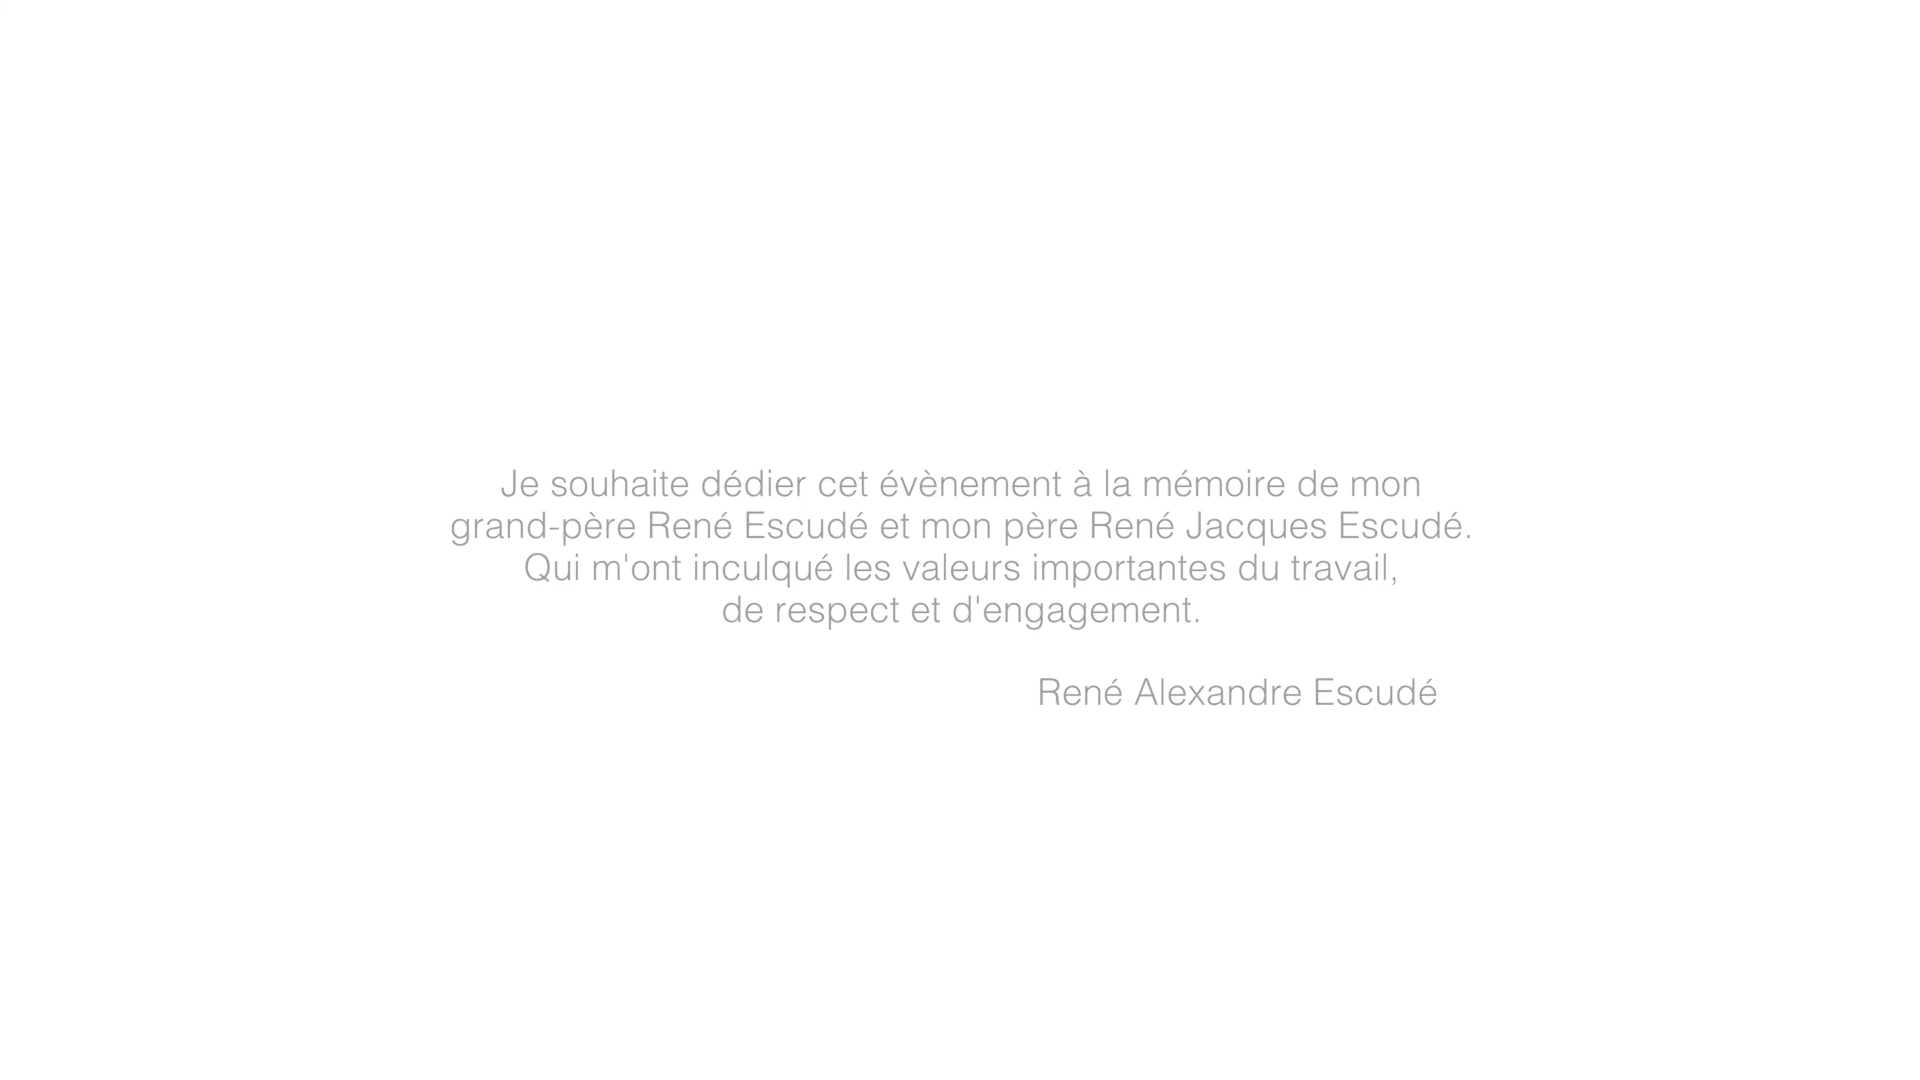 Je souhaite dédier cet évènement à la mémoire de mon
grand-père René Escudé et mon père René Jacques Escudé.
Qui m'ont inculqué les valeurs importantes du travail,
de respect et d'engagement.
René Alexandre Escudé